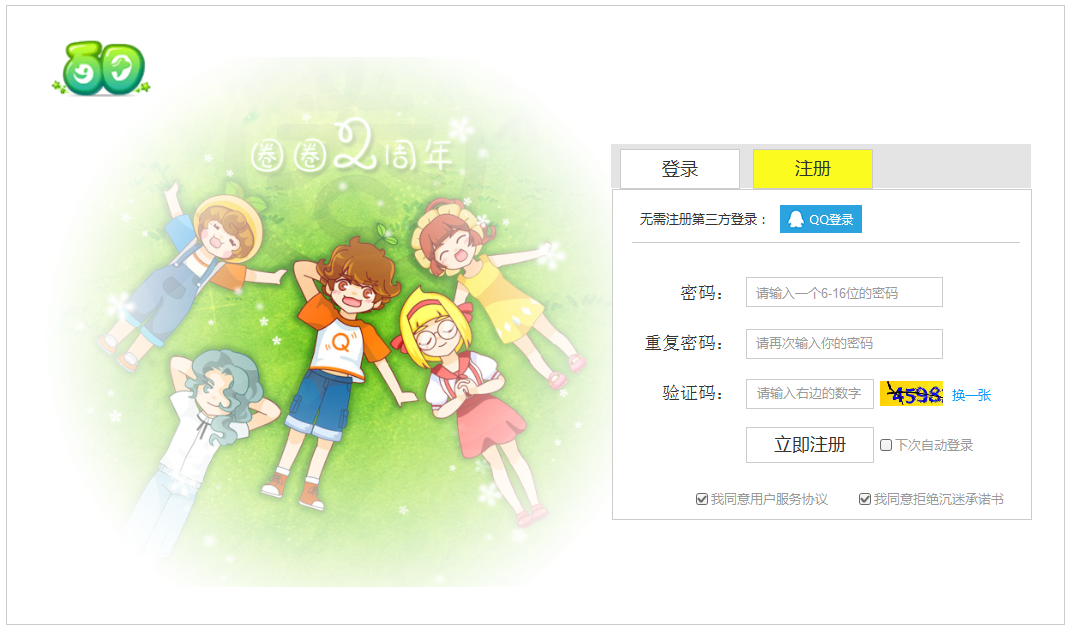 圈圈2周年
登录
注册
无需注册第三方登录：
QQ登录
密码：
请输入一个6-16位的密码
重复密码：
请再次输入你的密码
验证码：
请输入右边的数字
4598
换一张
立即注册
下次自动登录
Q
我同意用户服务协议
我同意拒绝沉迷承诺书